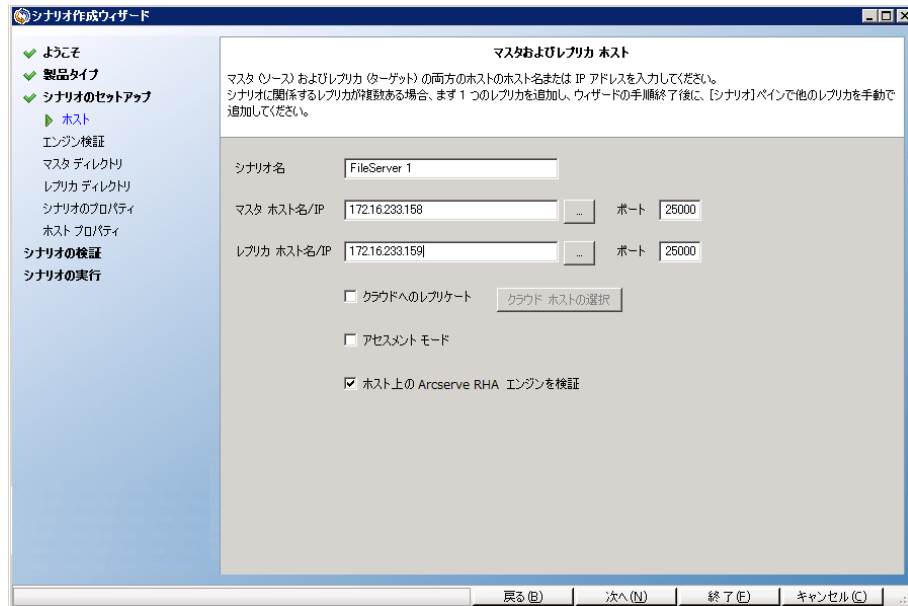 シナリオ作成ウィザード
ようこそ
製品タイプ
シナリオのセットアップ
ホスト
エンジン検証
マスタ ディレクトリ
レプリカ ディレクトリ
シナリオのプロパティ
ホスト プロパティ
シナリオの検証
シナリオの実行
マスタおよびレプリカ ホスト
マスタ (ソース) およびレプリカ (ターゲット) の両方のホストのホスト名または IP アドレスを入力してください。
シナリオに関係するレプリカが複数ある場合、まず 1 つのレプリカを追加し、ウィザードの手順終了後に、[シナリオ]ペインで他のレプリカを手動で
追加してください。
シナリオ名 FileServer 1
マスタ ホスト名/IP 172.16.233.158 ... ポート 25000
レプリカ ホスト名/IP 172.16.233.159 ... ポート 25000
クラウドへのレプリケート クラウド ホストの選択
アセスメント モード
ホスト上の Arcserve RHA エンジンを検証
戻る(B) 次へ(N) 終了(F) キャンセル(C)